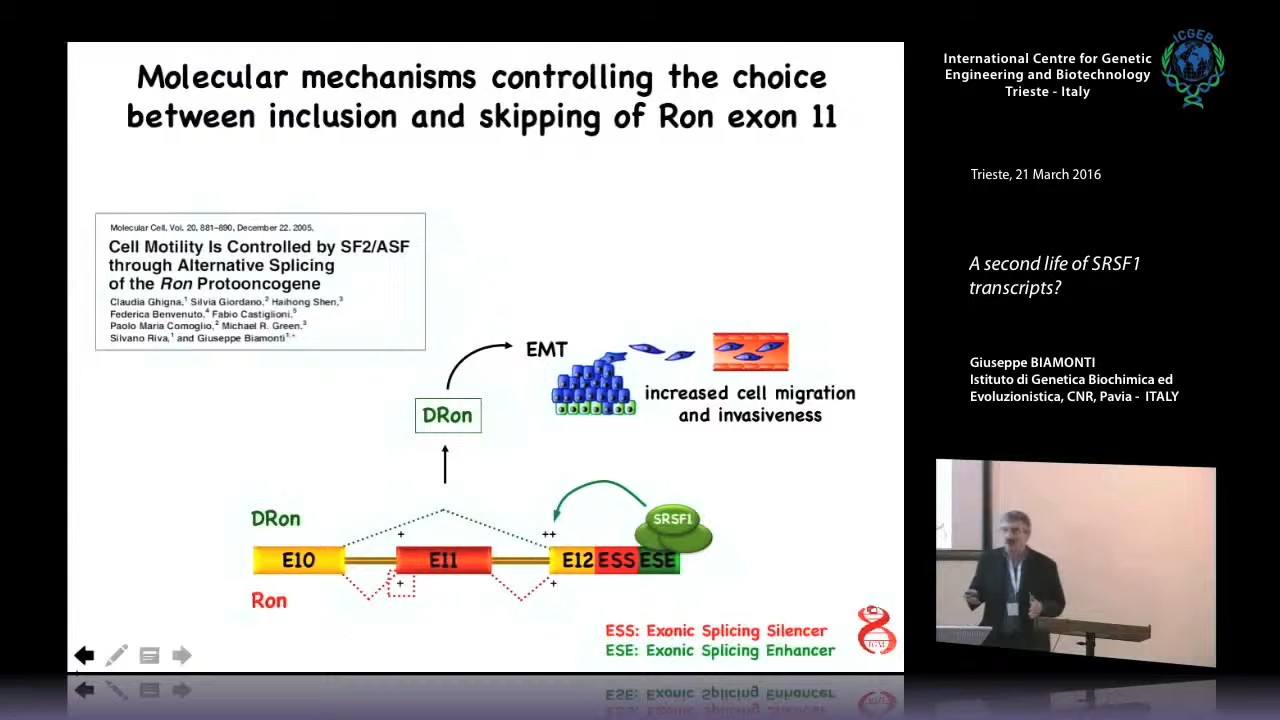 Molecular mechanisms controlling the choice
between inclusion and skipping of Ron exon 11
Molecular Cell, Vol. 20, 881–890, December 22, 2005,
Cell Motility Is Controlled by SF2/ASF
through Alternative Splicing
of the Ron Protooncogene
Claudia Ghigna,1 Silvia Giordano,2 Haihong Shen,3
Federica Benvenuto,4 Fabio Castiglioni,5
Paolo Maria Comoglio,2 Michael R. Green,3
Silvano Riva,1 and Giuseppe Biamonti1,*
EMT
increased cell migration
and invasiveness
DRon
DRon
SRSF1
+
++
E10
E11
E12
ESS
ESE
+
+
Ron
ESS: Exonic Splicing Silencer
ESE: Exonic Splicing Enhancer
IGM
International Centre for Genetic
Engineering and Biotechnology
Trieste - Italy
ICGEB
Trieste, 21 March 2016
A second life of SRSF1
transcripts?
Giuseppe BIAMONTI
Istituto di Genetica Biochimica ed
Evoluzionistica, CNR, Pavia - ITALY